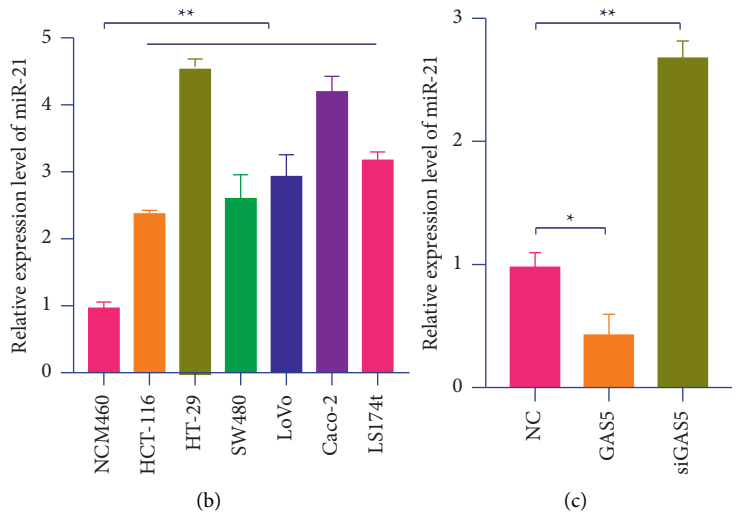 **
5
4
3
2
1
0
Relative expression level of miR-21
NCM460
HCT-116
HT-29
SW480
LoVo
Caco-2
LS174t
(b)
**
*
3
2
1
0
Relative expression level of miR-21
NC
GAS5
siGAS5
(c)